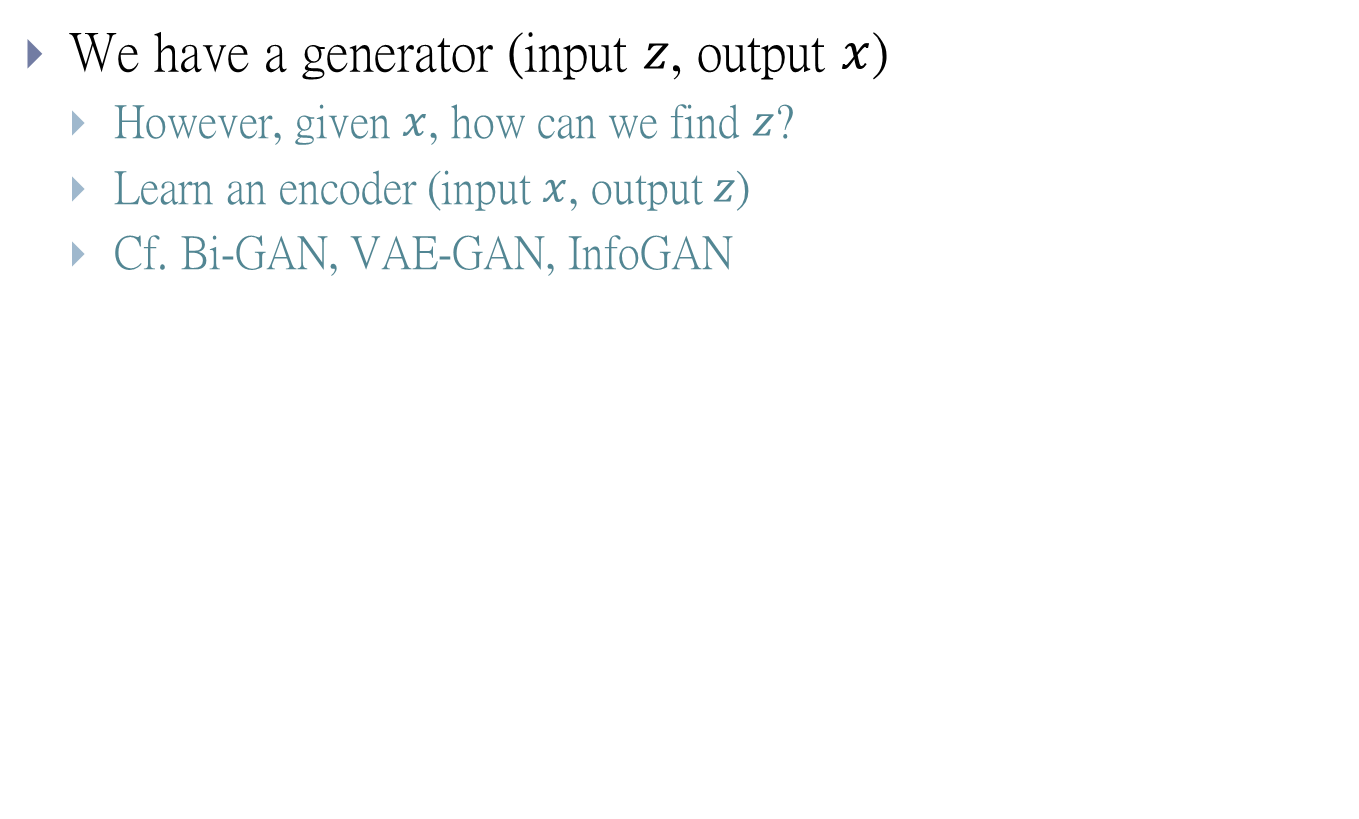 We have a generator (input z, output x)
However, given x, how can we find z?
Learn an encoder (input x, output z)
Cf. Bi-GAN, VAE-GAN, InfoGAN